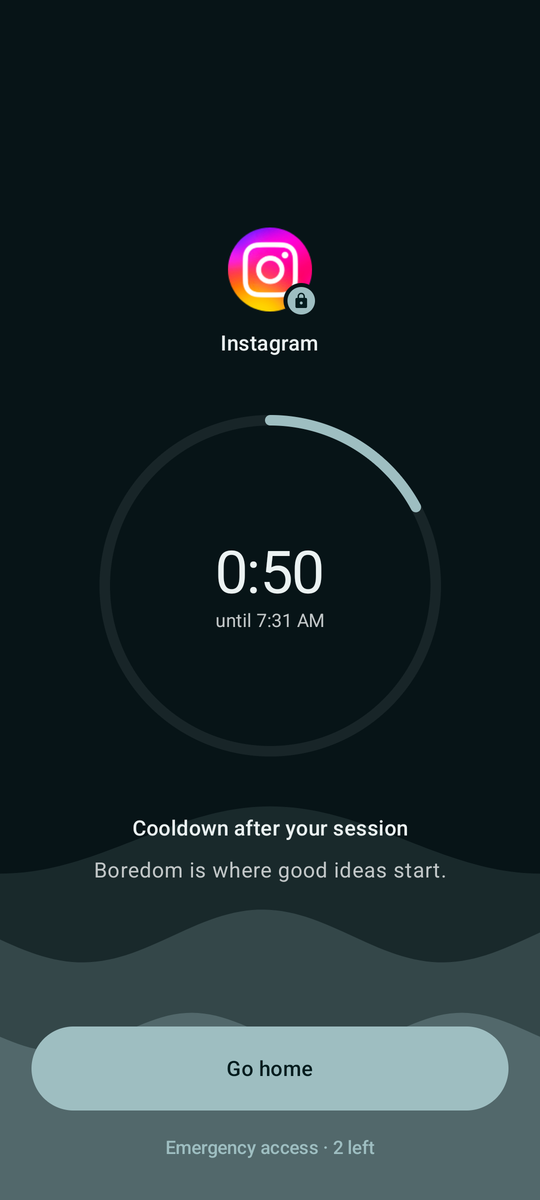 Instagram
0:50
until 7:31 AM
Cooldown after your session
Boredom is where good ideas start.
Go home
Emergency access · 2 left